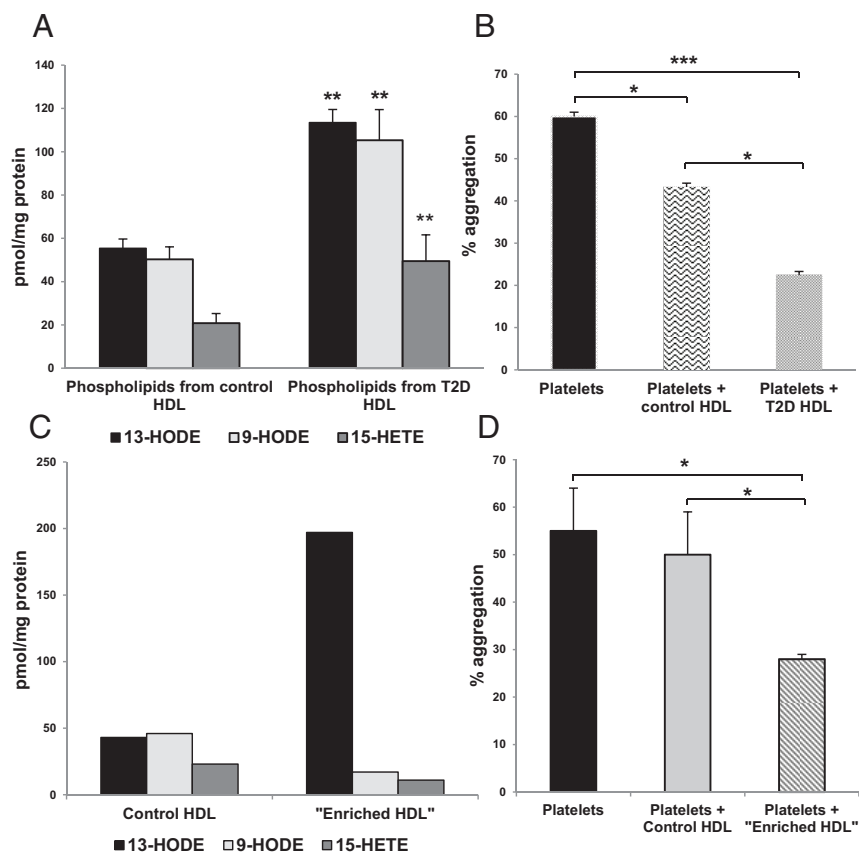 A
140
120
100
80
60
40
20
0
pmol/mg protein
**
**
**
Phospholipids from control
HDL
Phospholipids from T2D
HDL
13-HODE
9-HODE
15-HETE
B
70
60
50
40
30
20
10
0
% aggregation
***
*
*
Platelets
Platelets +
control HDL
Platelets +
T2D HDL
C
250
200
150
100
50
0
pmol/mg protein
Control HDL
"Enriched HDL"
13-HODE
9-HODE
15-HETE
D
70
60
50
40
30
20
10
0
% aggregation
*
*
Platelets
Platelets +
Control HDL
Platelets +
"Enriched HDL"